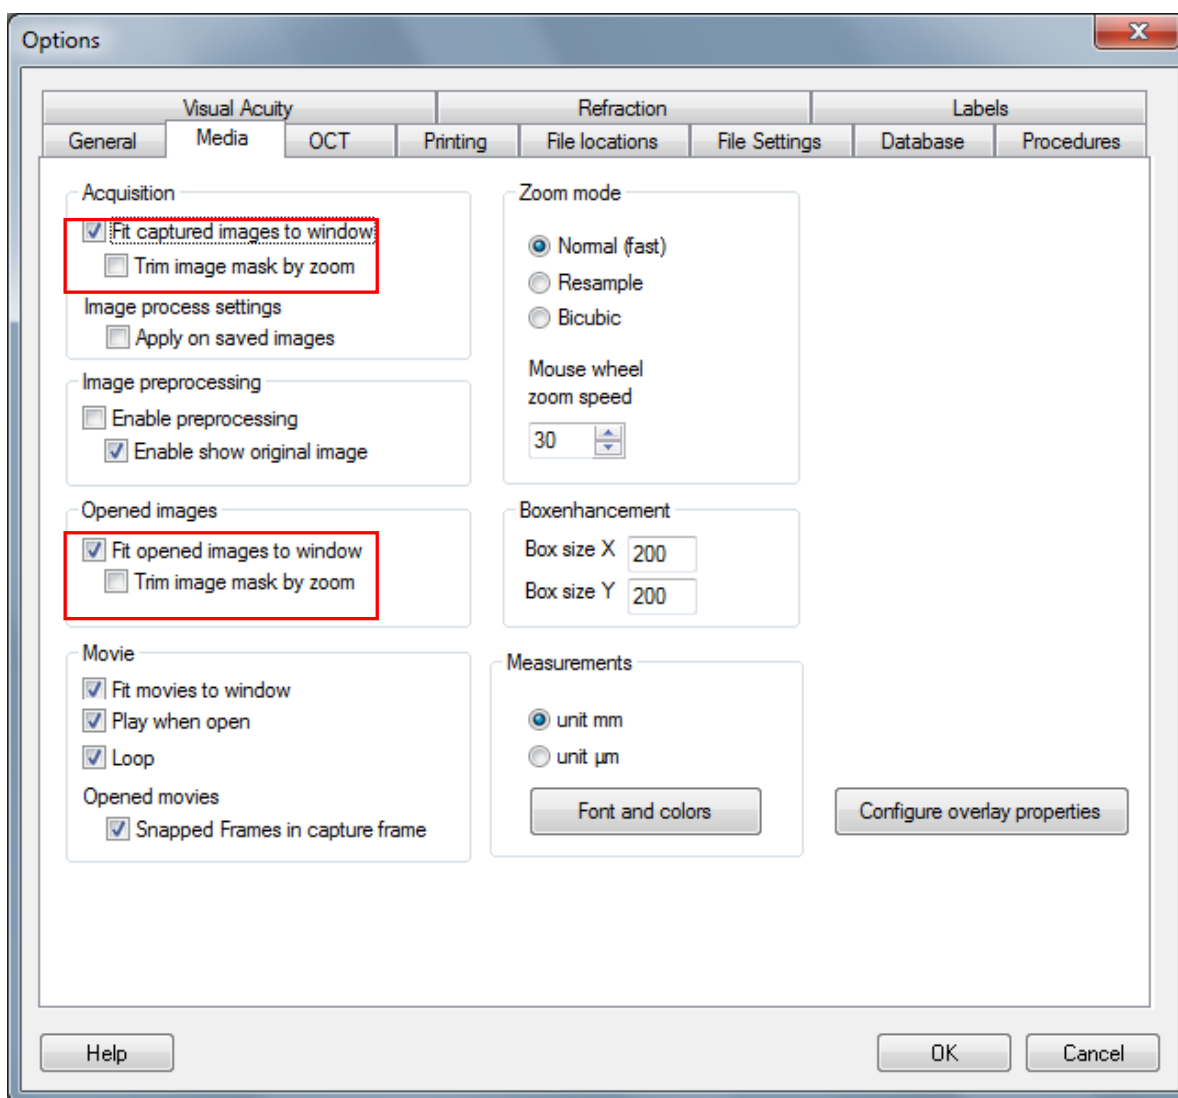 Options
Visual Acuity
Refraction
Labels
General
Media
OCT
Printing
File locations
File Settings
Database
Procedures
Acquisition
Fit captured images to window
Trim image mask by zoom
Image process settings
Apply on saved images
Image preprocessing
Enable preprocessing
Enable show original image
Opened images
Fit opened images to window
Trim image mask by zoom
Movie
Fit movies to window
Play when open
Loop
Opened movies
Snapped Frames in capture frame
Zoom mode
Normal (fast)
Resample
Bicubic
Mouse wheel
zoom speed
30
Boxenhancement
Box size X 200
Box size Y 200
Measurements
unit mm
unit µm
Font and colors
Configure overlay properties
Help
OK
Cancel